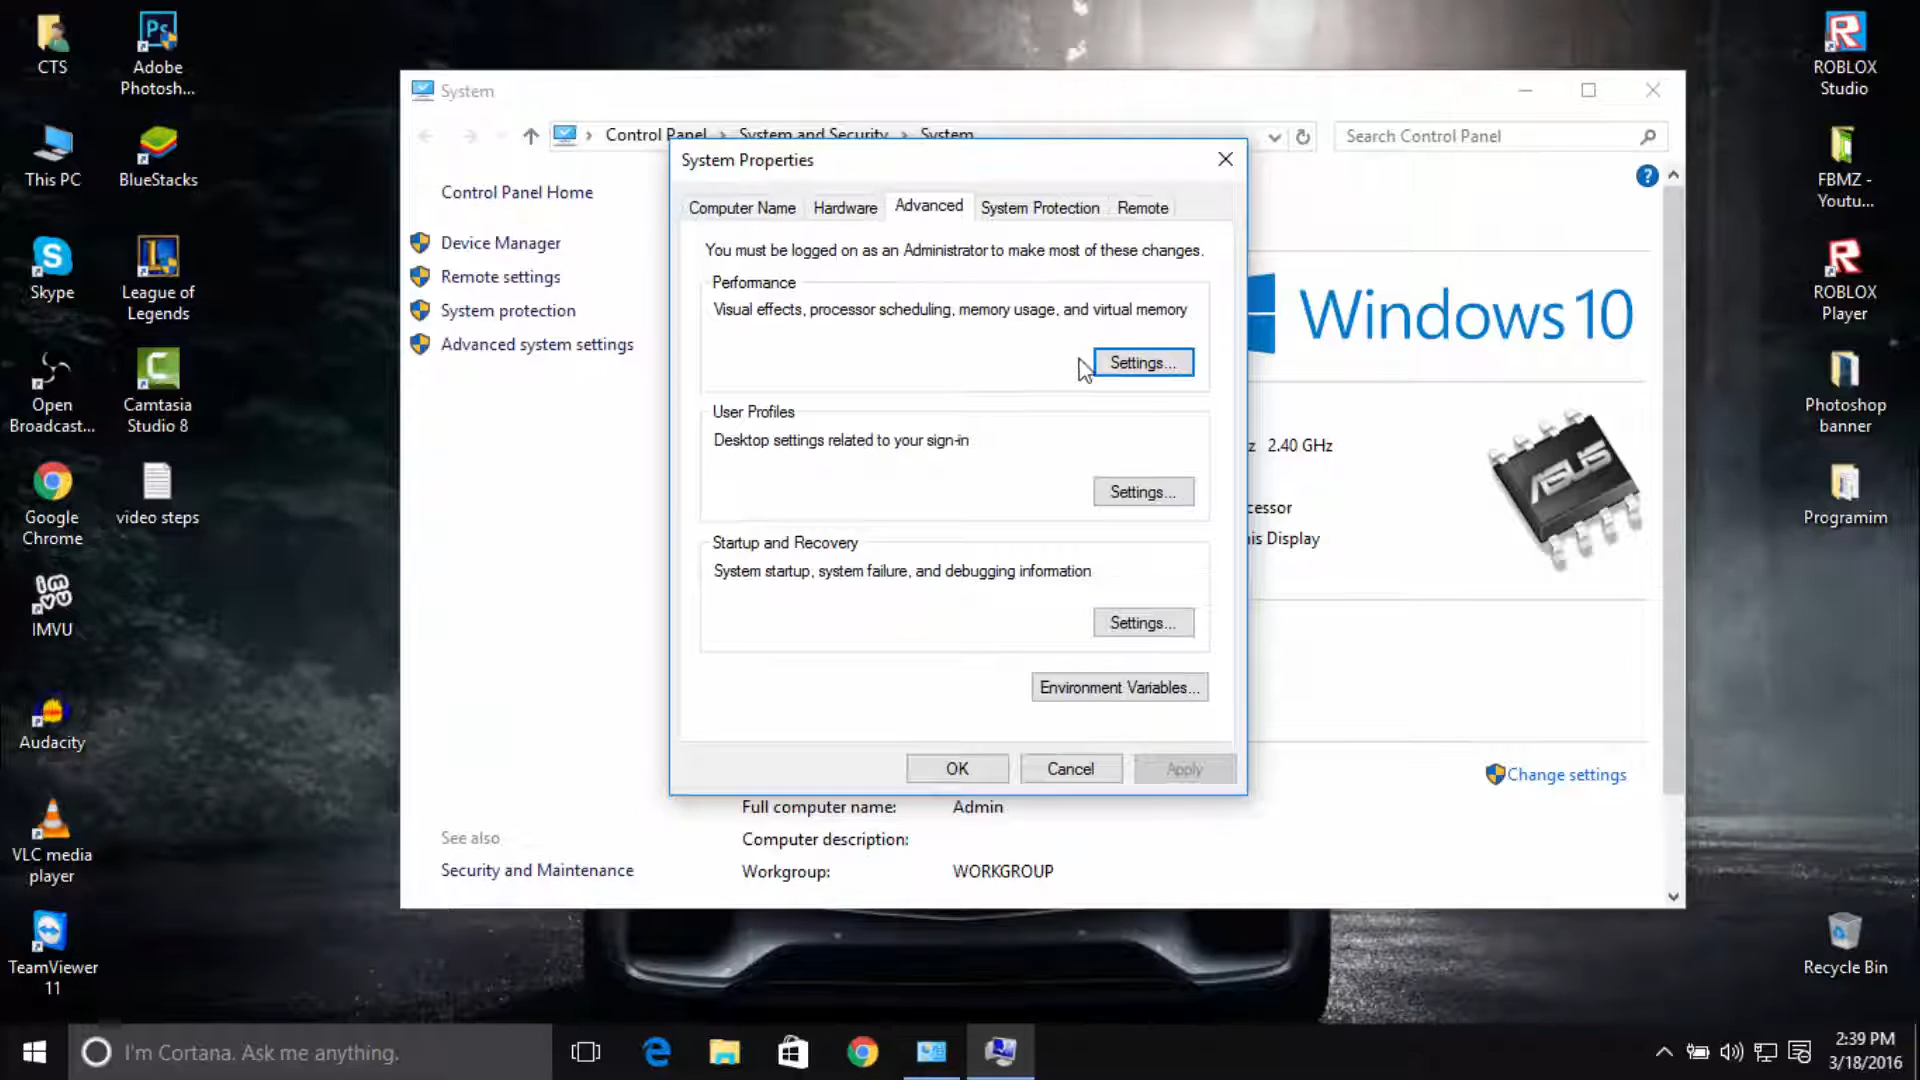 CTS
Adobe
Photosh...
This PC
BlueStacks
Skype
League of
Legends
Open
Broadcast...
Camtasia
Studio 8
Google
Chrome
video steps
IMVU
Audacity
VLC media
player
TeamViewer
11
System
Control Panel
System and Security
System
Search Control Panel
Control Panel Home
Device Manager
Remote settings
System protection
Advanced system settings
See also
Security and Maintenance
System Properties
Computer Name
Hardware
Advanced
System Protection
Remote
You must be logged on as an Administrator to make most of these changes.
Performance
Visual effects, processor scheduling, memory usage, and virtual memory
Settings...
User Profiles
Desktop settings related to your sign-in
Settings...
Startup and Recovery
System startup, system failure, and debugging information
Settings...
Environment Variables...
OK
Cancel
Apply
Windows 10
2.40 GHz
ASUS
Display
Change settings
Full computer name:
Admin
Computer description:
Workgroup:
WORKGROUP
ROBLOX
Studio
FBMZ -
Youtu...
ROBLOX
Player
Photoshop
banner
Programim
Recycle Bin
I'm Cortana. Ask me anything.
2:39 PM
3/18/2016